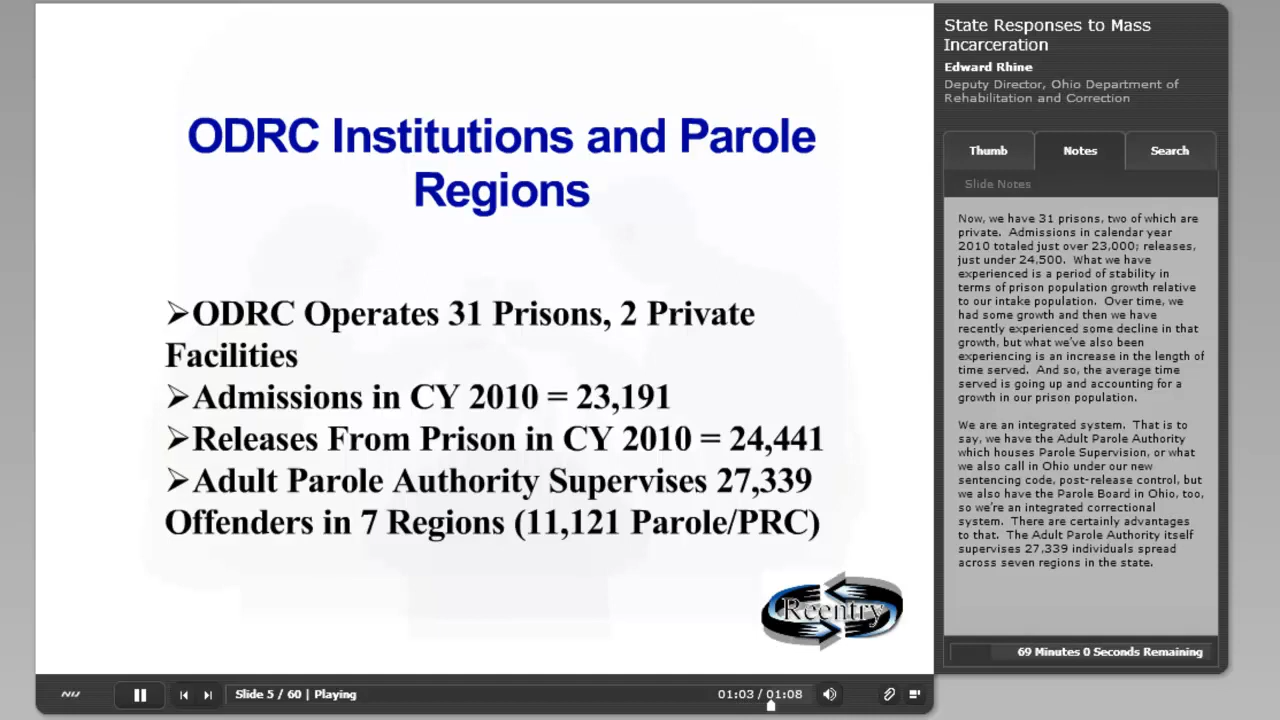 ODRC Institutions and Parole
Regions
➢ODRC Operates 31 Prisons, 2 Private
Facilities
➢Admissions in CY 2010 = 23,191
➢Releases From Prison in CY 2010 = 24,441
➢Adult Parole Authority Supervises 27,339
Offenders in 7 Regions (11,121 Parole/PRC)
Reentry
State Responses to Mass
Incarceration
Edward Rhine
Deputy Director, Ohio Department of
Rehabilitation and Correction
Thumb Notes Search
Slide Notes
Now, we have 31 prisons, two of which are
private. Admissions in calendar year
2010 totaled just over 23,000; releases,
just under 24,500. What we have
experienced is a period of stability in
terms of prison population growth relative
to our intake population. Over time, we
had some growth and then we have
recently experienced some decline in that
growth, but what we've also been
experiencing is an increase in the length of
time served. And so, the average time
served is going up and accounting for a
growth in our prison population.
We are an integrated system. That is to
say, we have the Adult Parole Authority
which houses Parole Supervision, or what
we also call in Ohio under our new
sentencing code, post-release control, but
we also have the Parole Board in Ohio, too,
so we're an integrated correctional
system. There are certainly advantages
to that. The Adult Parole Authority itself
supervises 27,339 individuals spread
across seven regions in the state.
69 Minutes 0 Seconds Remaining
Slide 5 / 60 | Playing
01:03 / 01:08